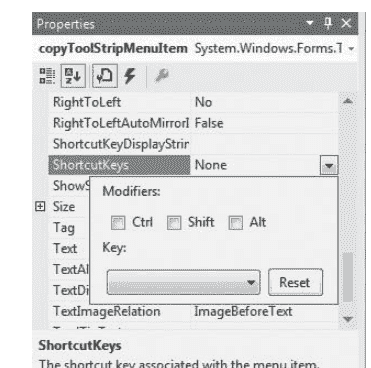 Properties
copyToolStripMenuItem System.Windows.Forms.T
RightToLeft No
RightToLeftAutoMirrorI False
ShortcutKeyDisplayStrin
ShortcutKeys None
ShowS
Modifiers:
Size
Ctrl Shift Alt
Tag
Text
Key:
TextAl
Reset
TextDi
TextImageRelation ImageBeforeText
ShortcutKeys
The shortcut key associated with the menu item.